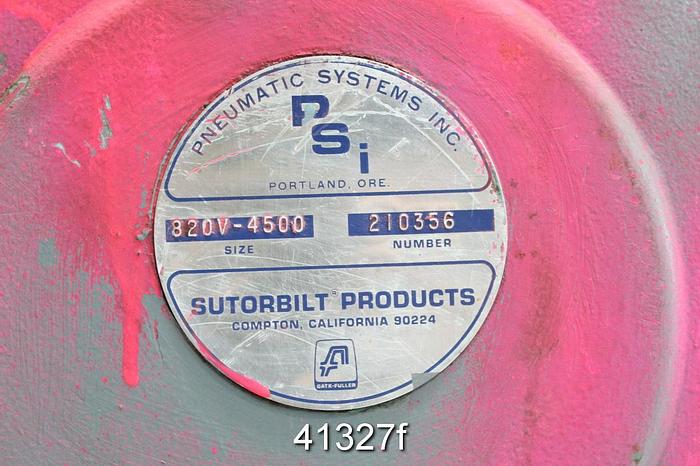 PNEUMATIC SYSTEMS INC.
PSi
PORTLAND, ORE.
820V-4500 210356
SIZE NUMBER
SUTORBILT® PRODUCTS
COMPTON, CALIFORNIA 90224
GATX-FULLER
41327f